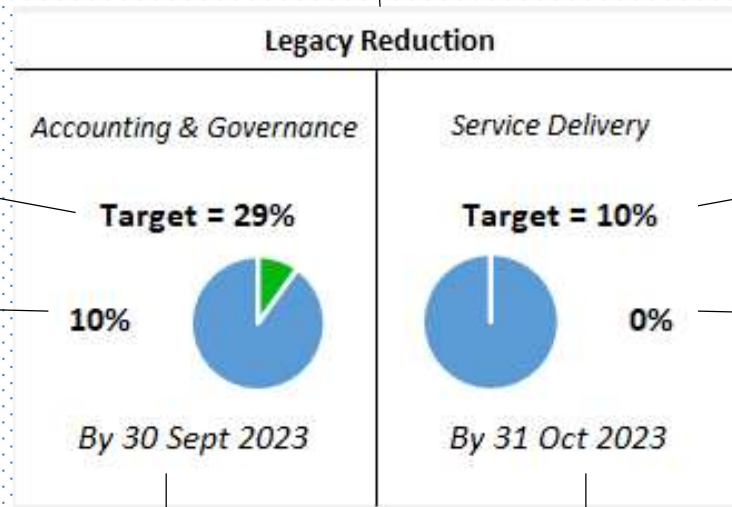 Legacy Reduction
Accounting & Governance
Target = 29%
10%
By 30 Sept 2023
Service Delivery
Target = 10%
0%
By 31 Oct 2023